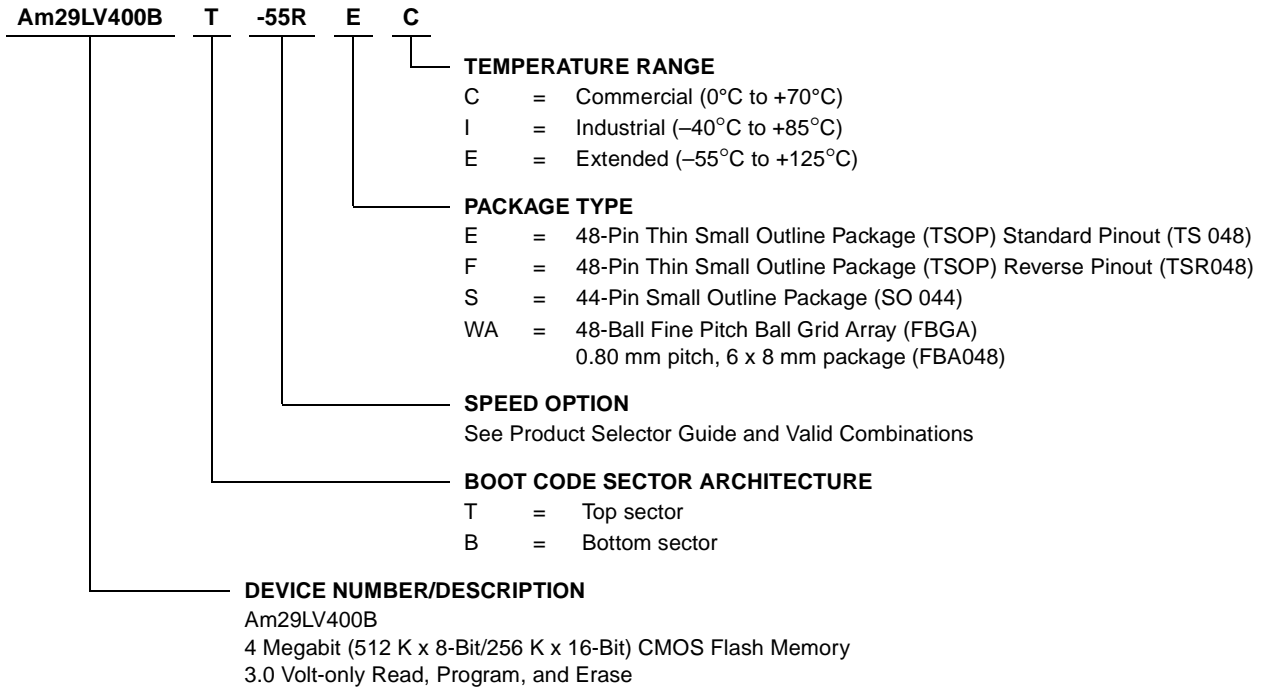 Am29LV400B T -55R E C
TEMPERATURE RANGE
C = Commercial (0°C to +70°C)
I = Industrial (–40°C to +85°C)
E = Extended (–55°C to +125°C)
PACKAGE TYPE
E = 48-Pin Thin Small Outline Package (TSOP) Standard Pinout (TS 048)
F = 48-Pin Thin Small Outline Package (TSOP) Reverse Pinout (TSR048)
S = 44-Pin Small Outline Package (SO 044)
WA = 48-Ball Fine Pitch Ball Grid Array (FBGA)
0.80 mm pitch, 6 x 8 mm package (FBA048)
SPEED OPTION
See Product Selector Guide and Valid Combinations
BOOT CODE SECTOR ARCHITECTURE
T = Top sector
B = Bottom sector
DEVICE NUMBER/DESCRIPTION
Am29LV400B
4 Megabit (512 K x 8-Bit/256 K x 16-Bit) CMOS Flash Memory
3.0 Volt-only Read, Program, and Erase